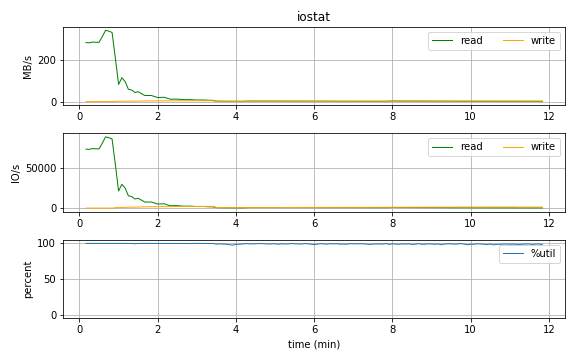 iostat
MB/s
200
0
read write
0 2 4 6 8 10 12
IO/s
50000
0
read write
0 2 4 6 8 10 12
percent
100
50
0
%util
0 2 4 6 8 10 12
time (min)